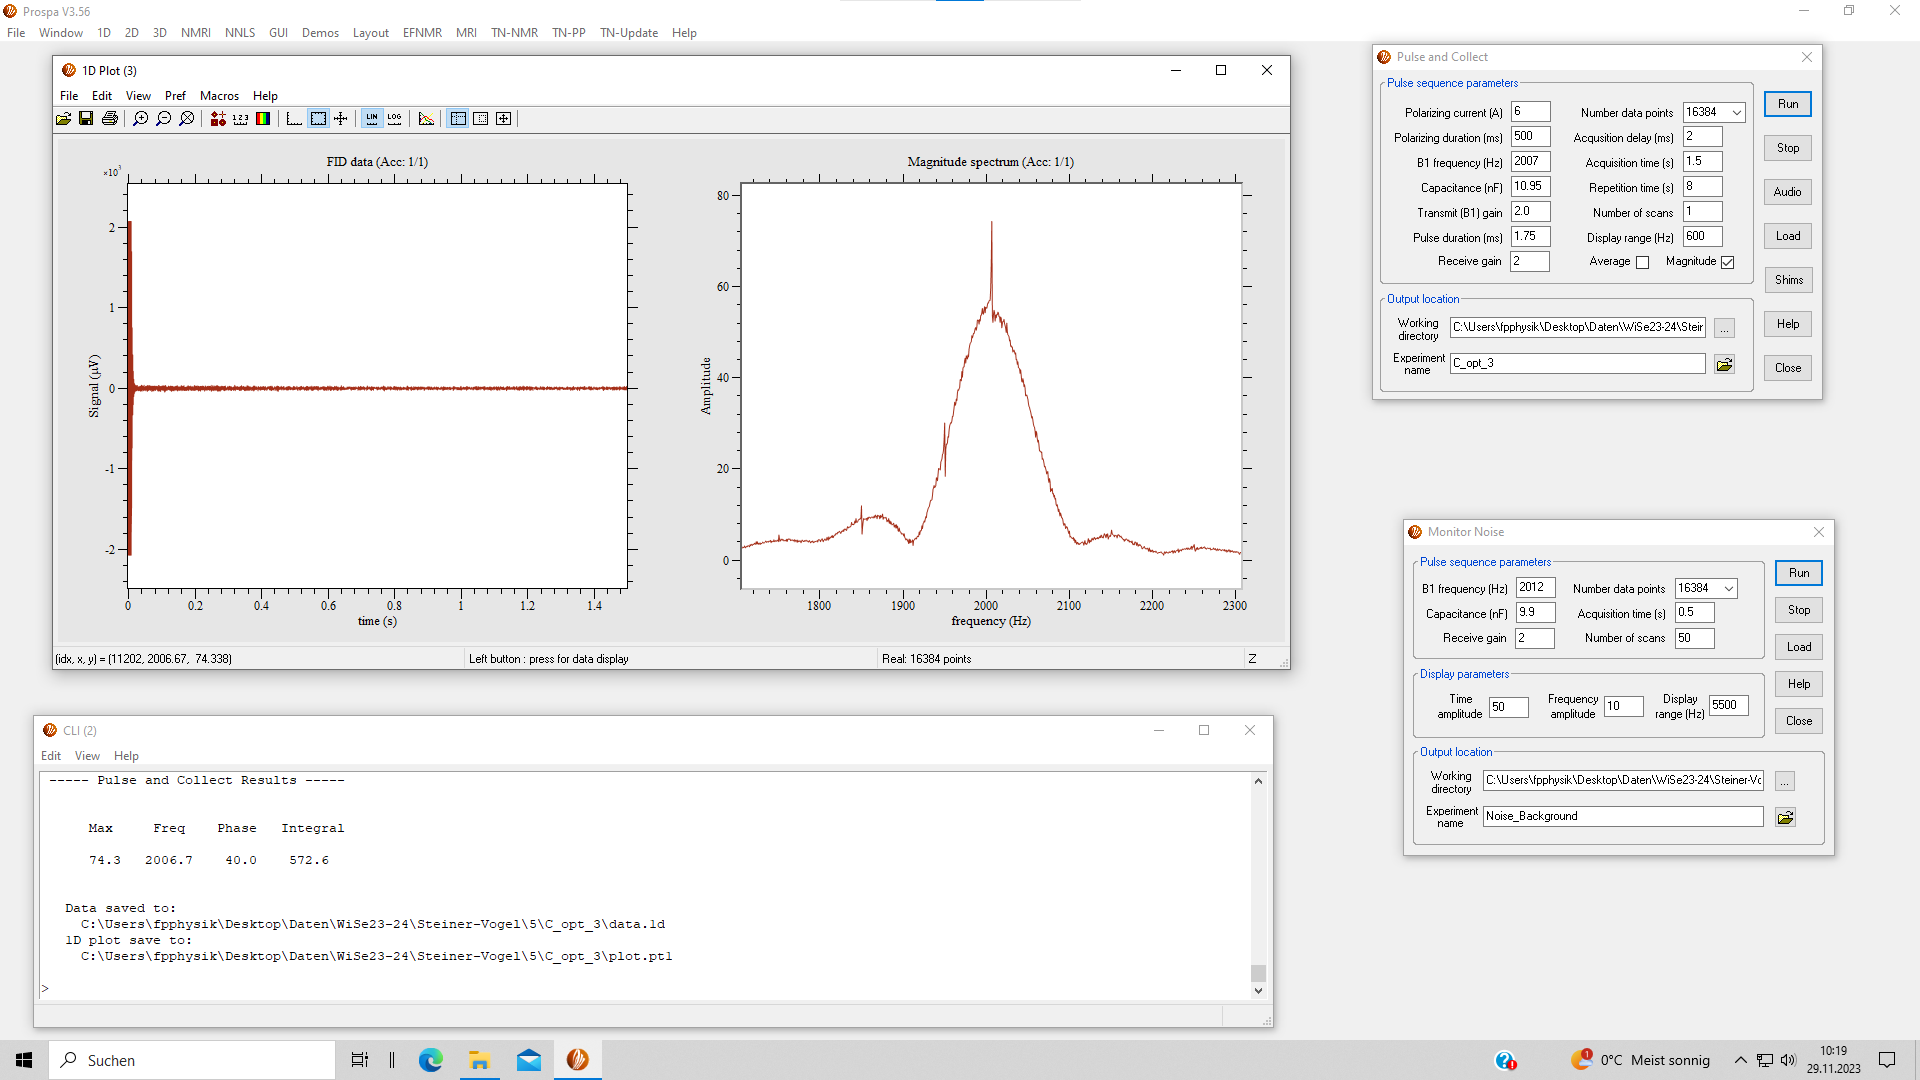 Prospa V3.56
File Window 1D 2D 3D NMRI NNLS GUI Demos Layout EFNMR MRI TN-NMR TN-PP TN-Update Help
1D Plot (3)
File Edit View Pref Macros Help
1 2 3
LIN
LOG
FID data (Acc: 1/1)
×10³
2
1
0
-1
-2
Signal (µV)
0 0.2 0.4 0.6 0.8 1 1.2 1.4
time (s)
Magnitude spectrum (Acc: 1/1)
80
60
40
20
0
Amplitude
1800 1900 2000 2100 2200 2300
frequency (Hz)
(idx, x, y) = (11202, 2006.67, 74.338)
Left button : press for data display
Real: 16384 points
Z
CLI (2)
Edit View Help
----- Pulse and Collect Results -----
Max Freq Phase Integral
74.3 2006.7 40.0 572.6
Data saved to:
C:\Users\fpphysik\Desktop\Daten\WiSe23-24\Steiner-Vogel\5\C_opt_3\data.1d
1D plot save to:
C:\Users\fpphysik\Desktop\Daten\WiSe23-24\Steiner-Vogel\5\C_opt_3\plot.pt1
>
Pulse and Collect
Pulse sequence parameters
Polarizing current (A) 6
Polarizing duration (ms) 500
B1 frequency (Hz) 2007
Capacitance (nF) 10.95
Transmit (B1) gain 2.0
Pulse duration (ms) 1.75
Receive gain 2
Number data points 16384
Acqusition delay (ms) 2
Acquisition time (s) 1.5
Repetition time (s) 8
Number of scans 1
Display range (Hz) 600
Average
Magnitude
Run
Stop
Audio
Load
Shims
Help
Close
Output location
Working directory C:\Users\fpphysik\Desktop\Daten\WiSe23-24\Steir
...
Experiment name C_opt_3
Monitor Noise
Pulse sequence parameters
B1 frequency (Hz) 2012
Capacitance (nF) 9.9
Receive gain 2
Number data points 16384
Acquisition time (s) 0.5
Number of scans 50
Run
Stop
Load
Help
Close
Display parameters
Time amplitude 50
Frequency amplitude 10
Display range (Hz) 5500
Output location
Working directory C:\Users\fpphysik\Desktop\Daten\WiSe23-24\Steiner-Vo
...
Experiment name Noise_Background
Suchen
1
0°C Meist sonnig
10:19
29.11.2023